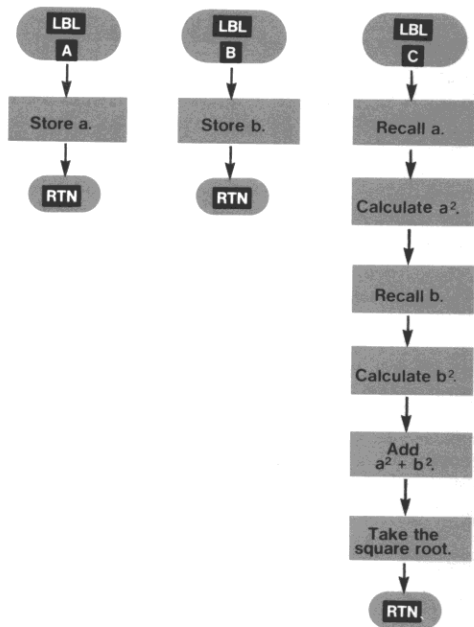 LBL
A
Store a.
RTN
LBL
B
Store b.
RTN
LBL
C
Recall a.
Calculate a².
Recall b.
Calculate b².
Add
a² + b².
Take the
square root.
RTN